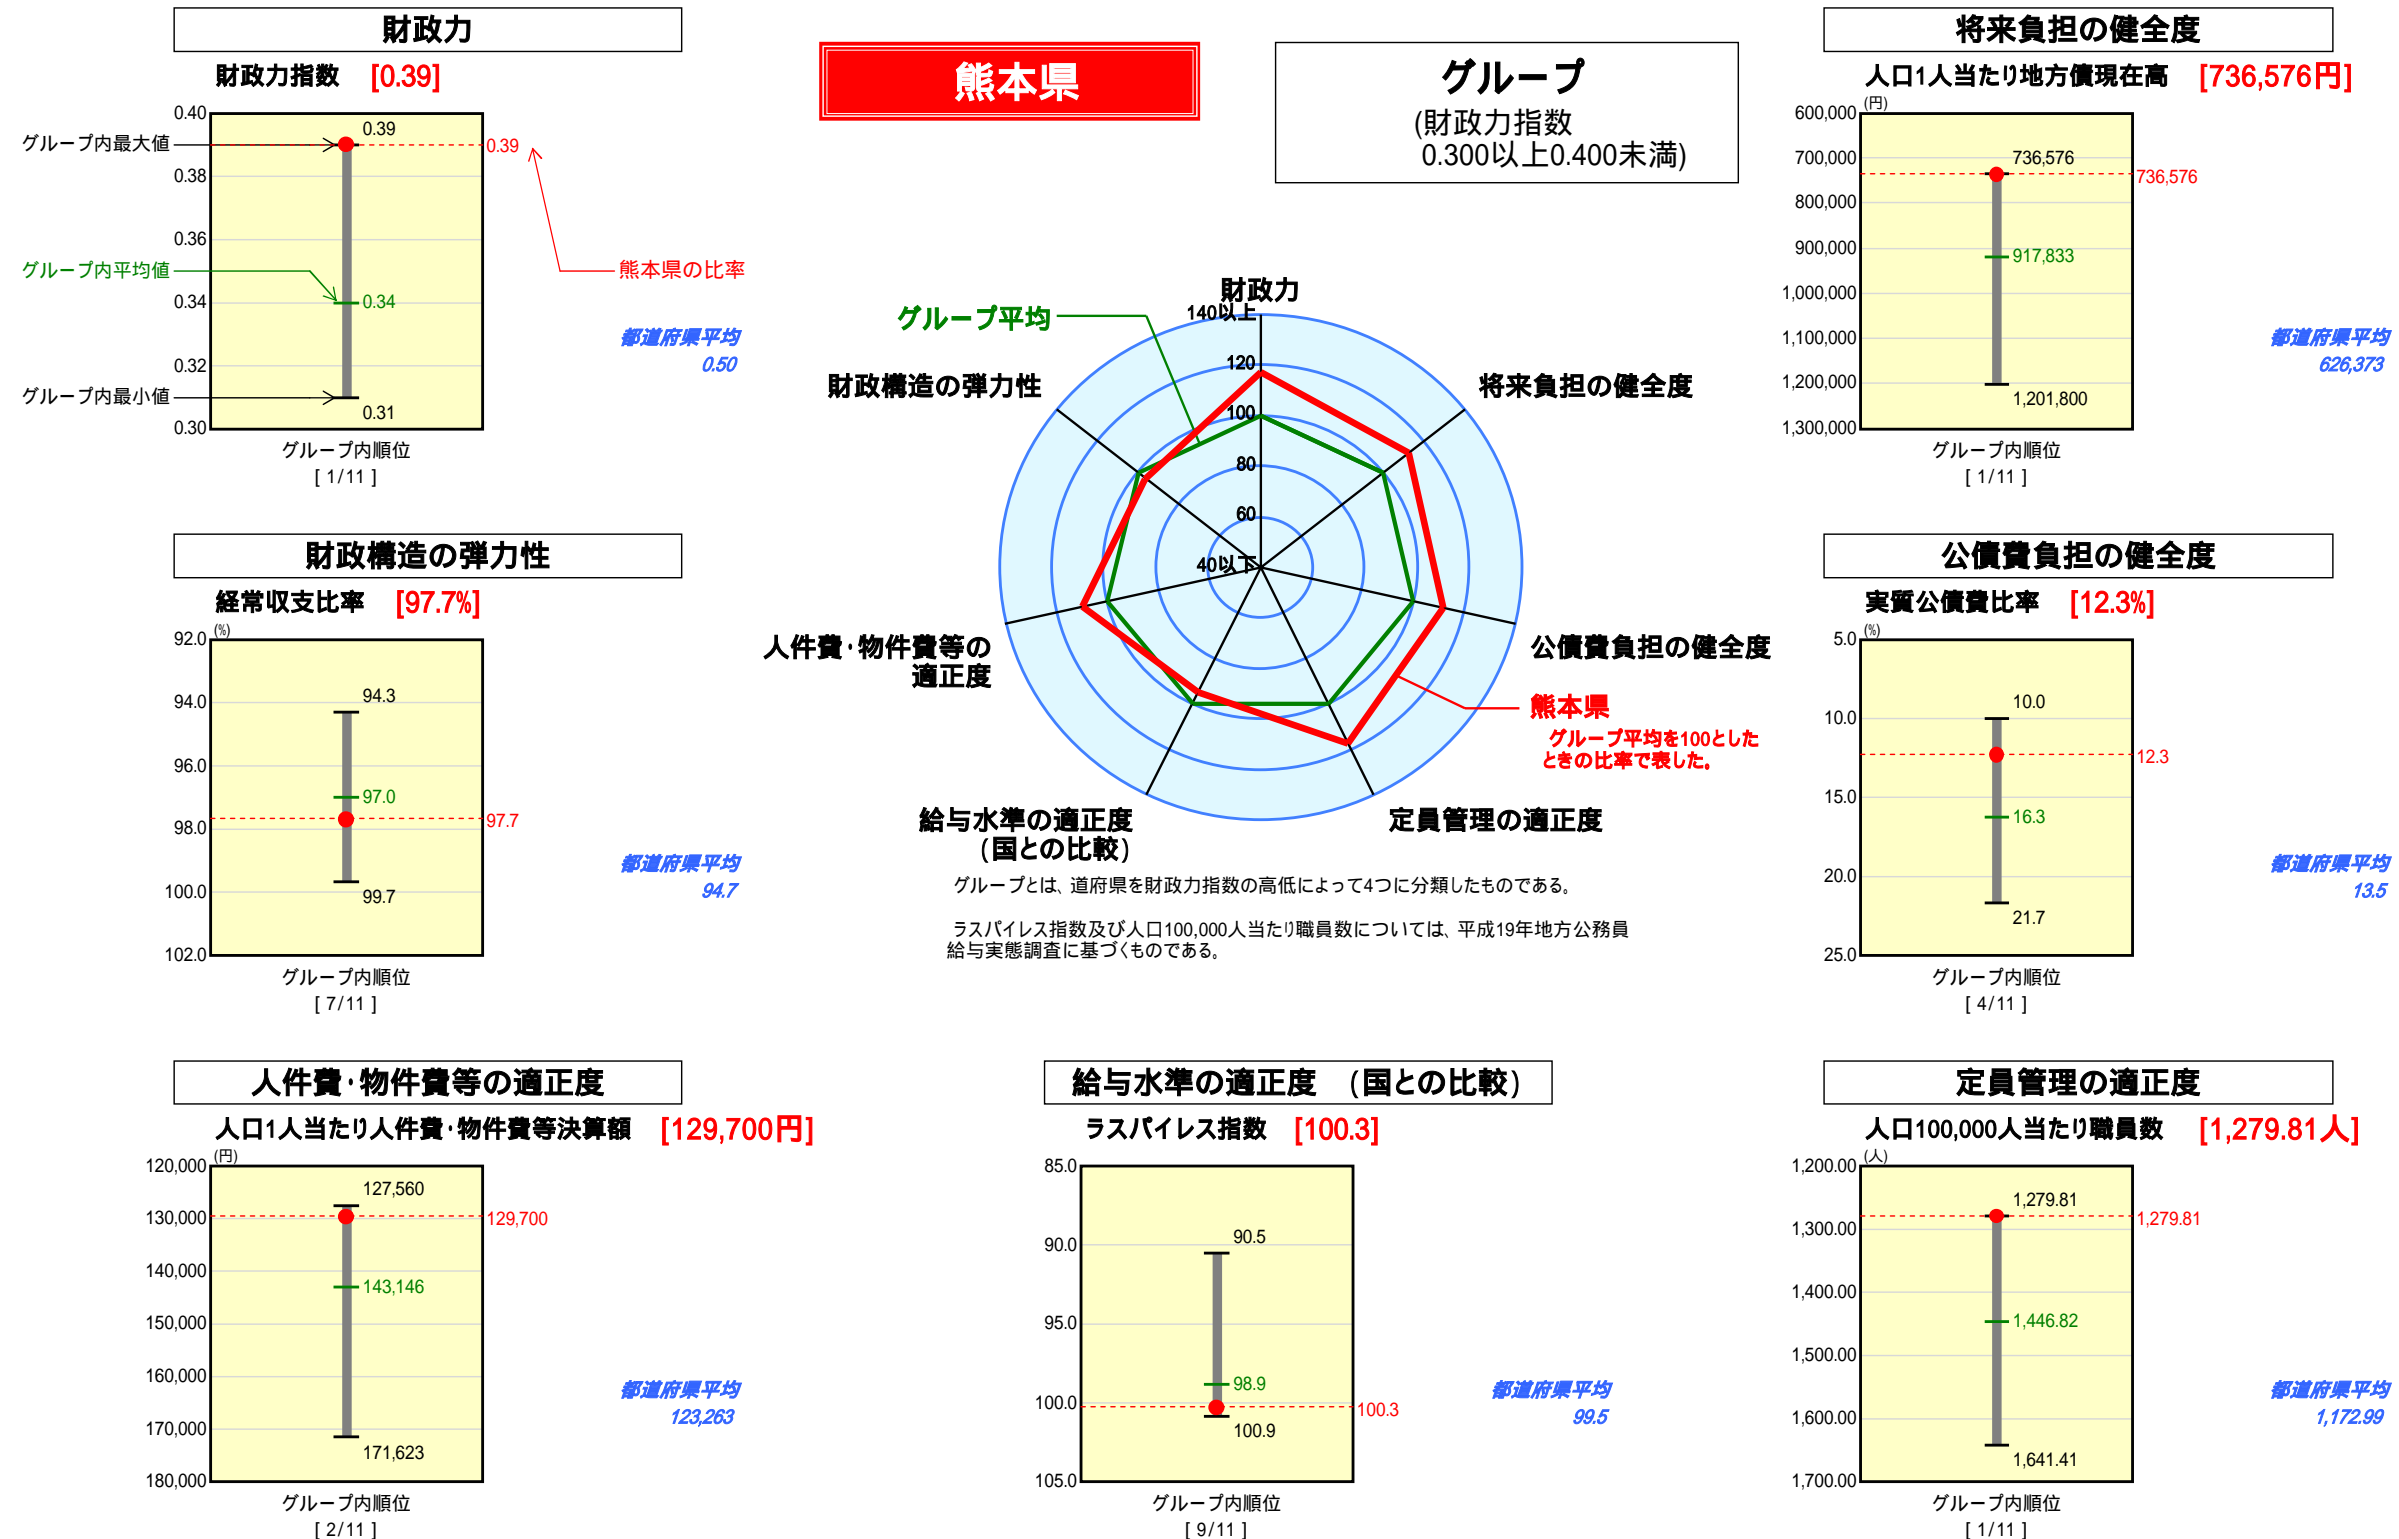 財政力
財政力指数 [0.39]
0.40
0.38
0.36
0.34
0.32
0.30
グループ内最大値
グループ内平均値
グループ内最小値
0.39
0.34
0.31
0.39
熊本県の比率
都道府県平均
0.50
グループ内順位
[ 1/11 ]
熊本県
グループ
(財政力指数
0.300以上0.400未満)
将来負担の健全度
人口1人当たり地方債現在高 [736,576円]
(円)
600,000
700,000
800,000
900,000
1,000,000
1,100,000
1,200,000
1,300,000
736,576
917,833
1,201,800
736,576
都道府県平均
626,373
グループ内順位
[ 1/11 ]
財政力
将来負担の健全度
公債費負担の健全度
定員管理の適正度
給与水準の適正度
(国との比較)
人件費・物件費等の
適正度
財政構造の弾力性
グループ平均
140以上
120
100
80
60
40以下
熊本県
グループ平均を100とした
ときの比率で表した。
グループとは、道府県を財政力指数の高低によって4つに分類したものである。
ラスパイレス指数及び人口100,000人当たり職員数については、平成19年地方公務員
給与実態調査に基づくものである。
財政構造の弾力性
経常収支比率 [97.7%]
(%)
92.0
94.0
96.0
98.0
100.0
102.0
94.3
97.0
99.7
97.7
都道府県平均
94.7
グループ内順位
[ 7/11 ]
公債費負担の健全度
実質公債費比率 [12.3%]
(%)
5.0
10.0
15.0
20.0
25.0
10.0
16.3
21.7
12.3
都道府県平均
13.5
グループ内順位
[ 4/11 ]
人件費・物件費等の適正度
人口1人当たり人件費・物件費等決算額 [129,700円]
(円)
120,000
130,000
140,000
150,000
160,000
170,000
180,000
127,560
143,146
171,623
129,700
都道府県平均
123,263
グループ内順位
[ 2/11 ]
給与水準の適正度 (国との比較)
ラスパイレス指数 [100.3]
85.0
90.0
95.0
100.0
105.0
90.5
98.9
100.9
100.3
都道府県平均
99.5
グループ内順位
[ 9/11 ]
定員管理の適正度
人口100,000人当たり職員数 [1,279.81人]
(人)
1,200.00
1,300.00
1,400.00
1,500.00
1,600.00
1,700.00
1,279.81
1,446.82
1,641.41
1,279.81
都道府県平均
1,172.99
グループ内順位
[ 1/11 ]